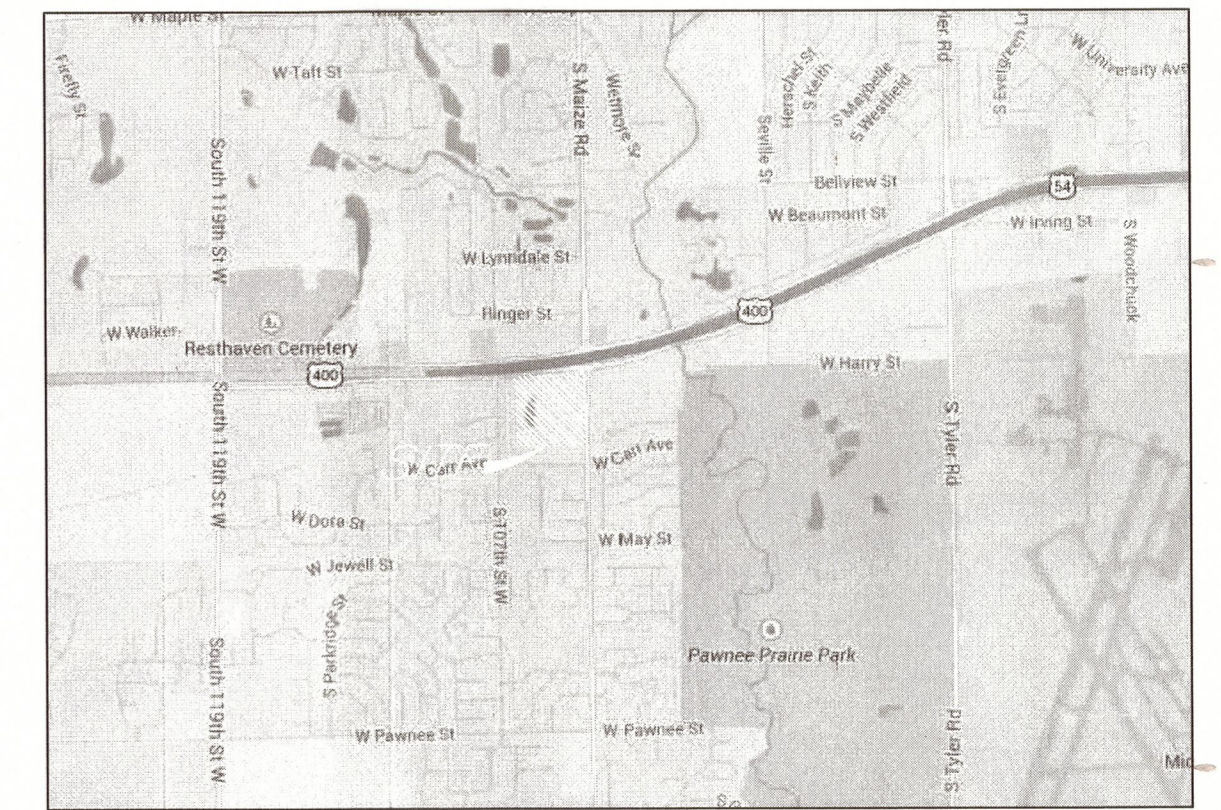 W Maple St
W Taft St
Firefly St
S Maize Rd
Wetmore St
Herschel St
S Keith
S Maybelle
S Westfield
Seville St
S Evergreen Ln
W University Ave
South 119th St W
Bellview St
54
W Beaumont St
W Irving St
S Woodchuck
W Lynndale St
Ringer St
400
W Walker
Resthaven Cemetery
400
W Harry St
South 119th St W
S Tyler Rd
W Carr Ave
W Carr Ave
W Dora St
S 107th St W
W May St
W Jewell St
S Parkridge St
Pawnee Prairie Park
South 119th St W
W Pawnee St
W Pawnee St
S Tyler Rd